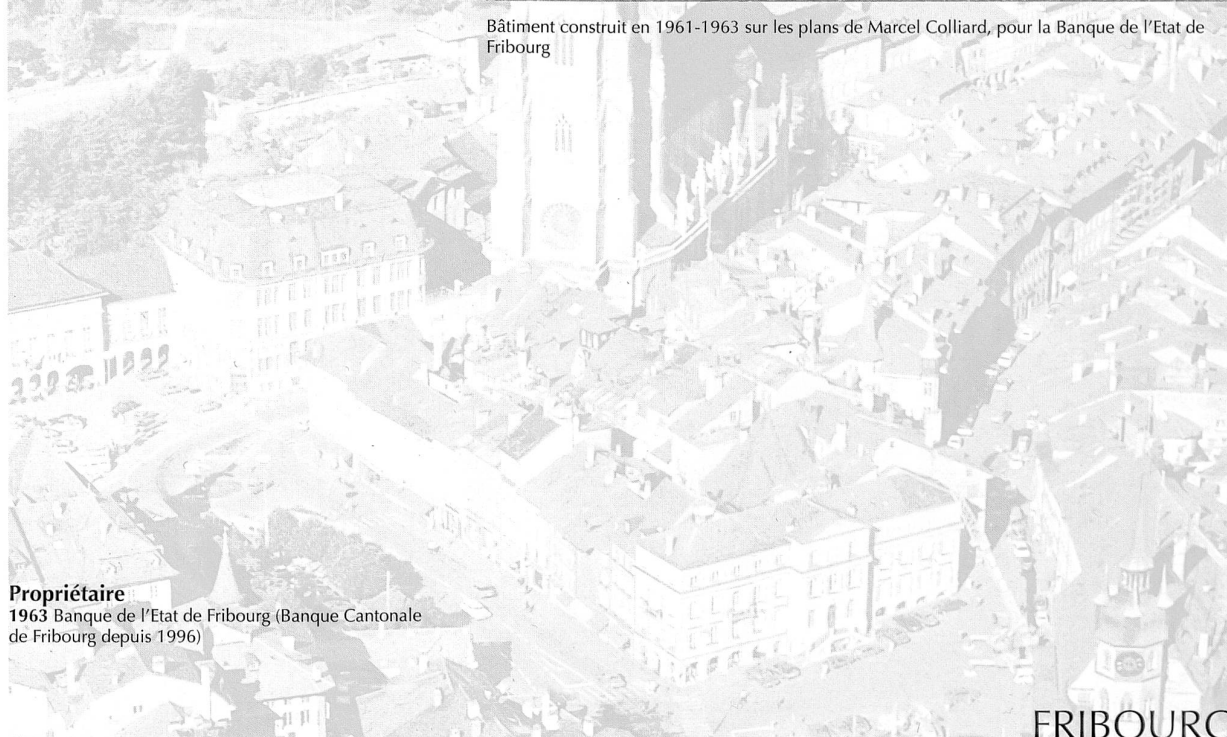 Bâtiment construit en 1961-1963 sur les plans de Marcel Colliard, pour la Banque de l'Etat de
Fribourg
Propriétaire
1963 Banque de l'Etat de Fribourg (Banque Cantonale
de Fribourg depuis 1996)
FRIBOURG